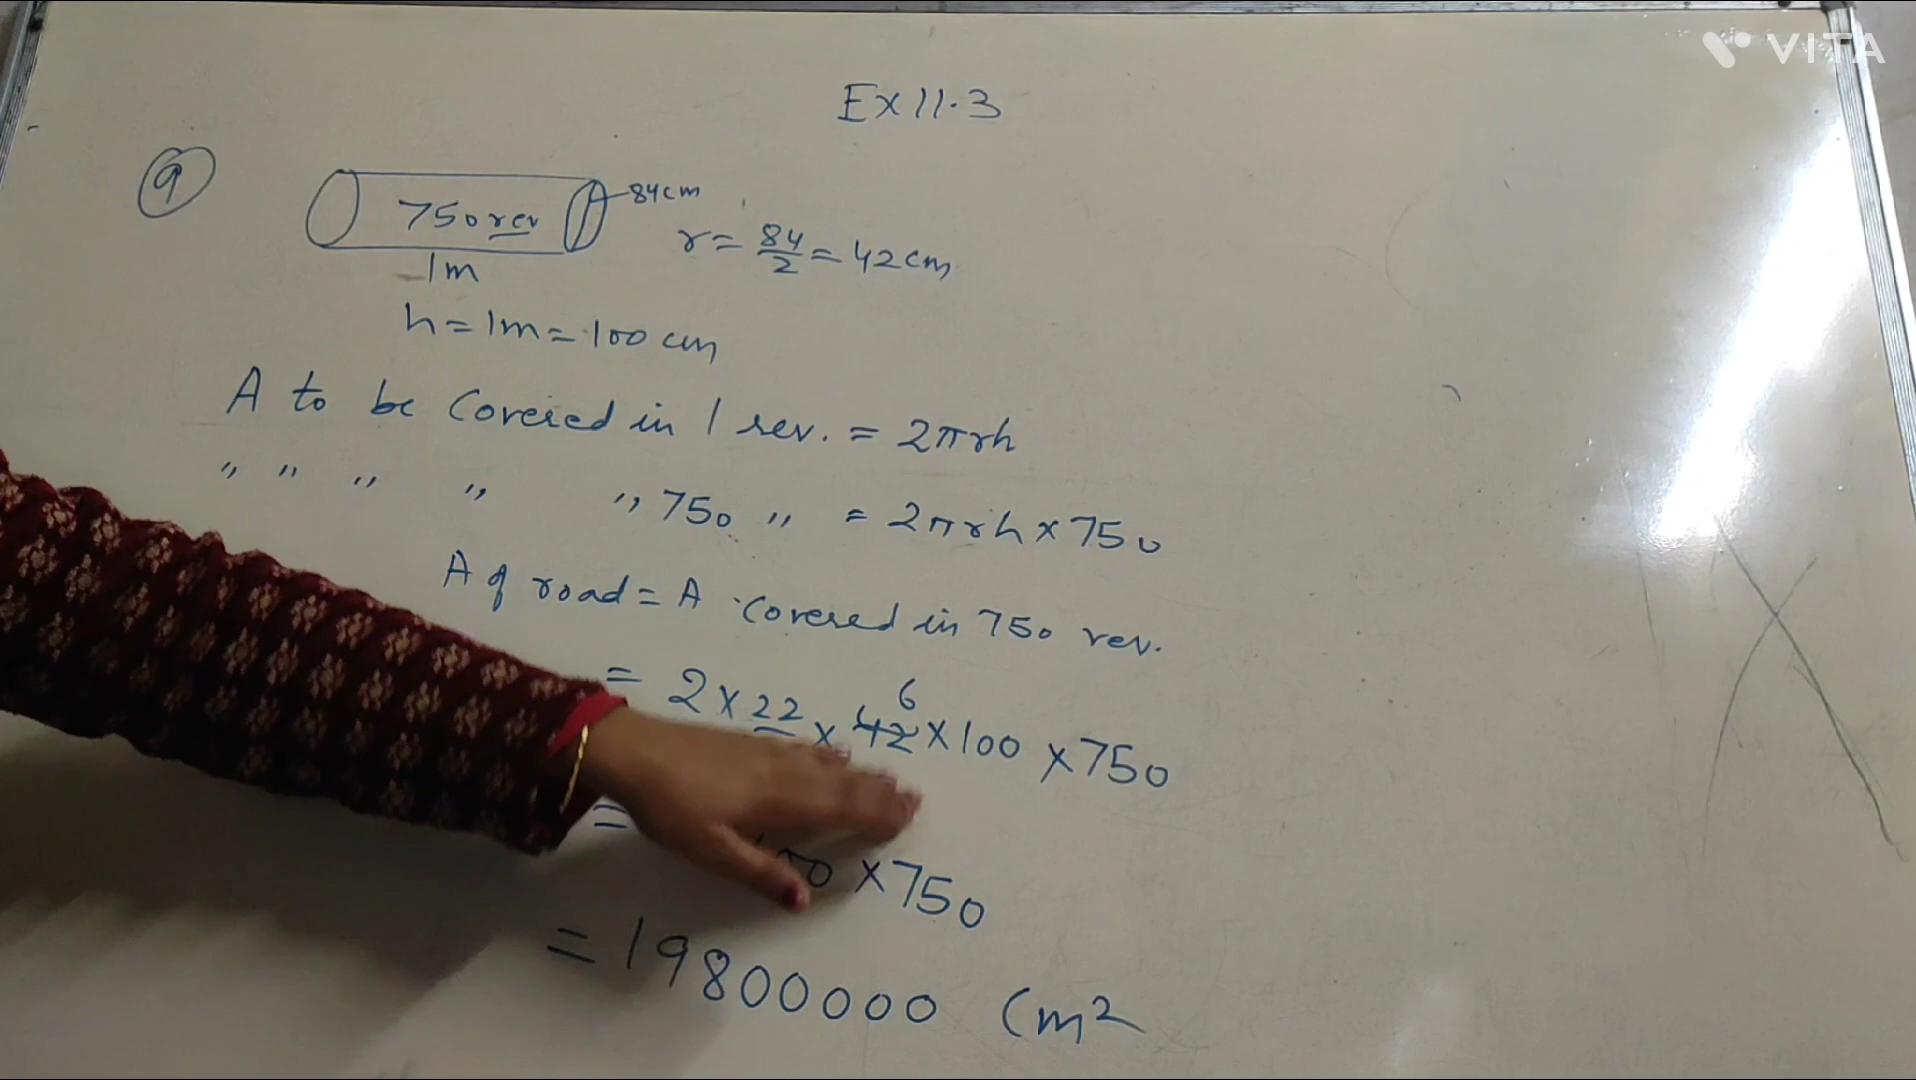 VITA
Ex 11.3
9
750 rev
84cm
r = 84/2 = 42 cm
1m
h = 1m = 100 cm
A to be Covered in 1 rev. = 2πrh
" " " " " 750 " = 2πrh × 750
A of road = A covered in 750 rev.
= 2 × 22 × 42 6 × 100 × 750
= × 750
= 19800000 Cm²